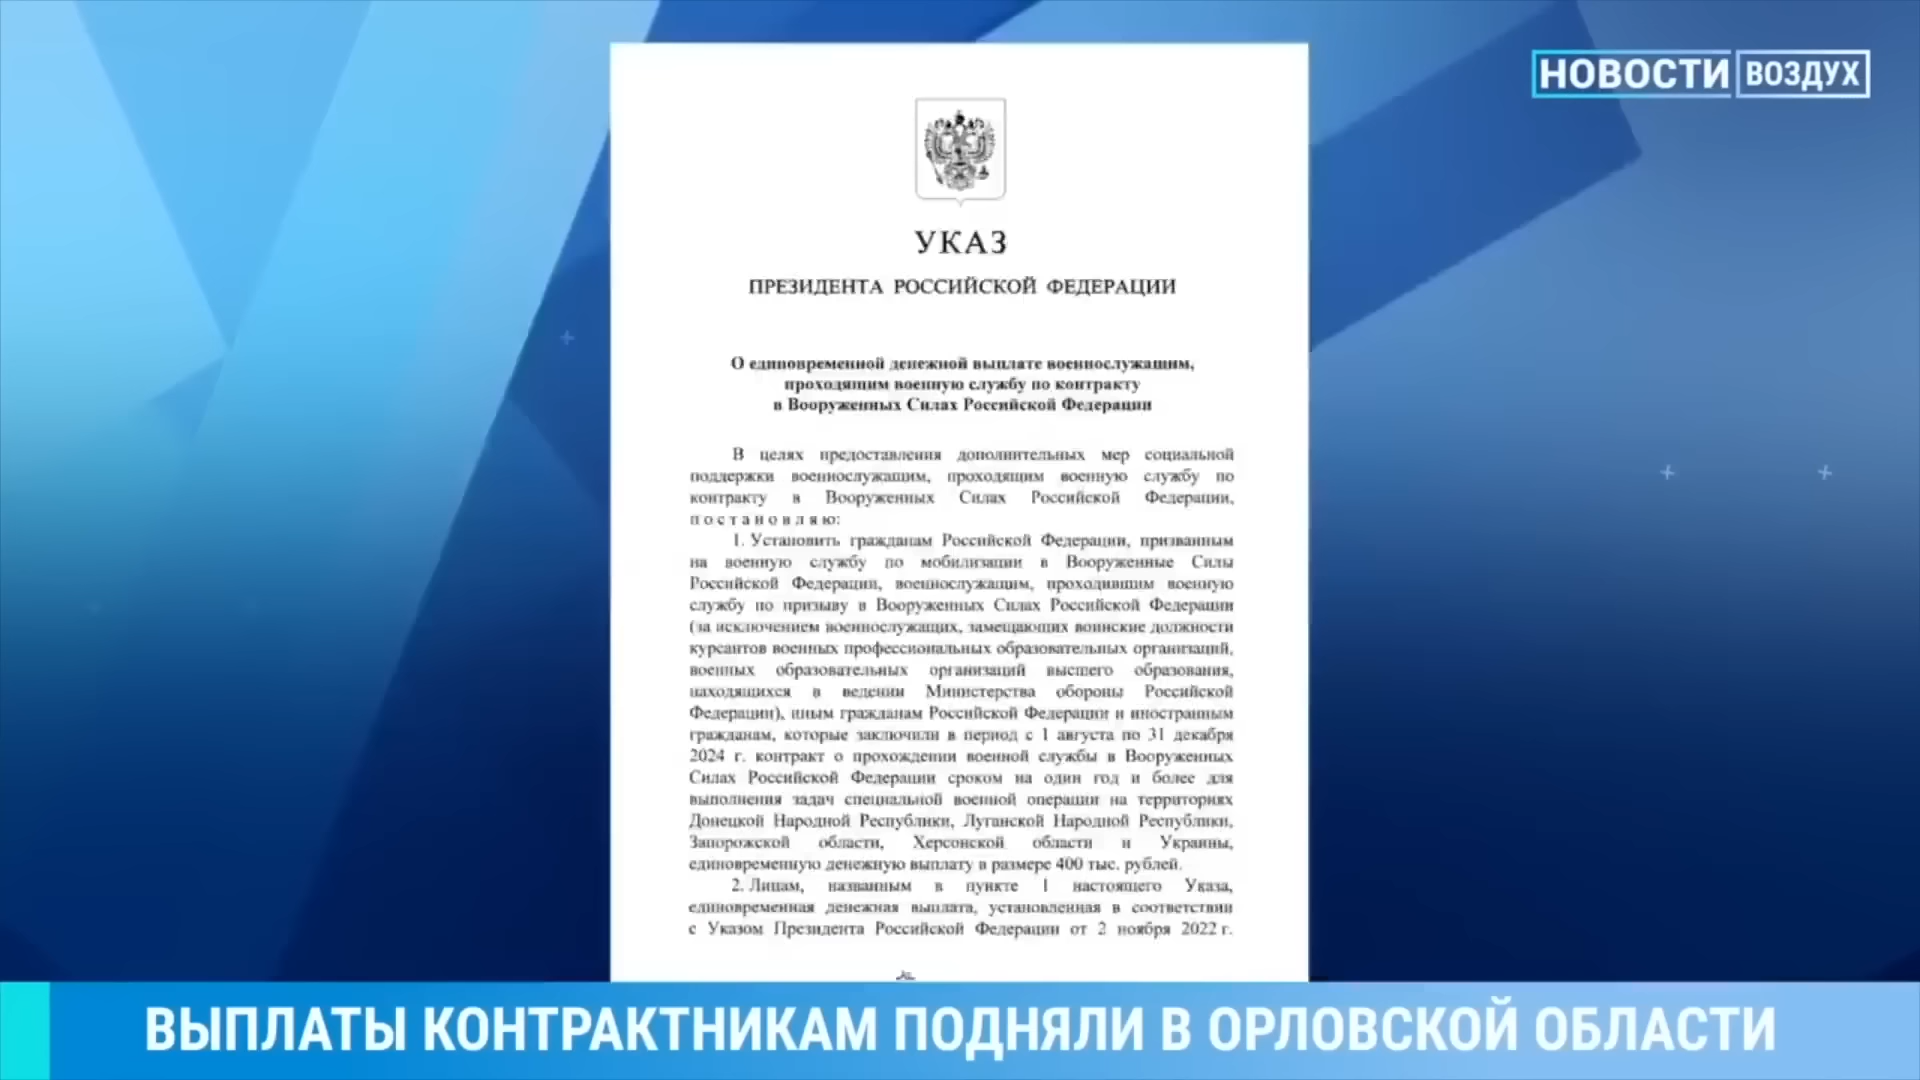 НОВОСТИ ВОЗДУХ
УКАЗ
ПРЕЗИДЕНТА РОССИЙСКОЙ ФЕДЕРАЦИИ
О единовременной денежной выплате военнослужащим,
проходящим военную службу по контракту
в Вооруженных Силах Российской Федерации
В целях предоставления дополнительных мер социальной
поддержки военнослужащим, проходящим военную службу по
контракту в Вооруженных Силах Российской Федерации,
постановляю:
1. Установить гражданам Российской Федерации, призванным
на военную службу по мобилизации в Вооруженные Силы
Российской Федерации, военнослужащим, проходившим военную
службу по призыву в Вооруженных Силах Российской Федерации
(за исключением военнослужащих, замещающих воинские должности
курсантов военных профессиональных образовательных организаций,
военных образовательных организаций высшего образования,
находящихся в ведении Министерства обороны Российской
Федерации), иным гражданам Российской Федерации и иностранным
гражданам, которые заключили в период с 1 августа по 31 декабря
2024 г. контракт о прохождении военной службы в Вооруженных
Силах Российской Федерации сроком на один год и более для
выполнения задач специальной военной операции на территориях
Донецкой Народной Республики, Луганской Народной Республики,
Запорожской области, Херсонской области и Украины,
единовременную денежную выплату в размере 400 тыс. рублей.
2. Лицам, названным в пункте 1 настоящего Указа,
единовременная денежная выплата, установленная в соответствии
с Указом Президента Российской Федерации от 2 ноября 2022 г.
ВЫПЛАТЫ КОНТРАКТНИКАМ ПОДНЯЛИ В ОРЛОВСКОЙ ОБЛАСТИ